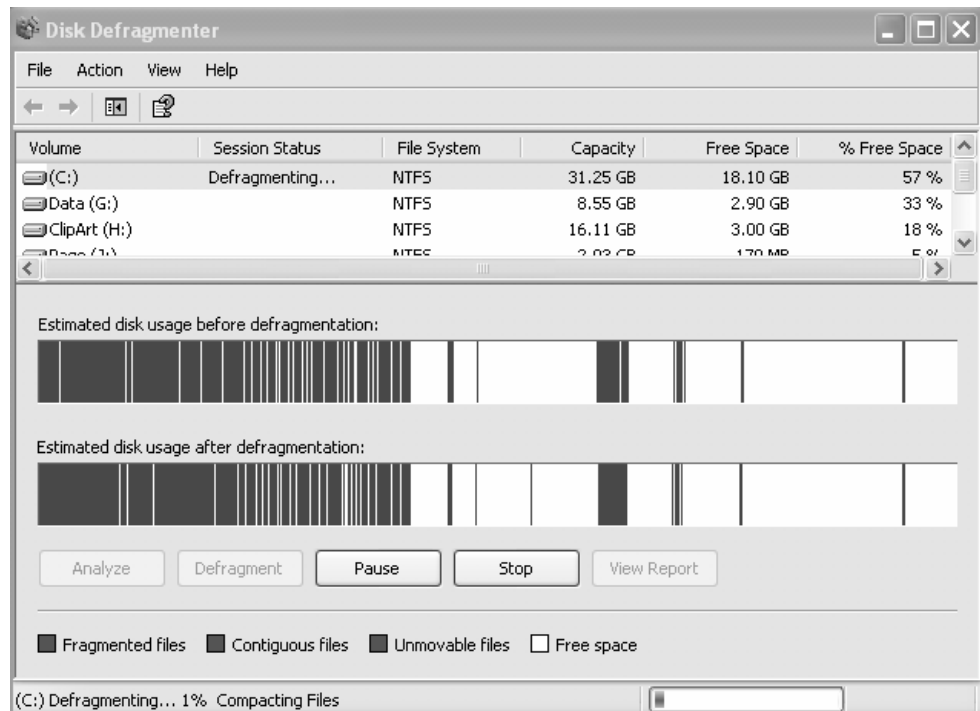 Disk Defragmenter
File Action View Help
Volume Session Status File System Capacity Free Space % Free Space
(C:) Defragmenting... NTFS 31.25 GB 18.10 GB 57 %
Data (G:) NTFS 8.55 GB 2.90 GB 33 %
ClipArt (H:) NTFS 16.11 GB 3.00 GB 18 %
NTFS
Estimated disk usage before defragmentation:
Estimated disk usage after defragmentation:
Analyze Defragment Pause Stop View Report
Fragmented files Contiguous files Unmovable files Free space
(C:) Defragmenting... 1% Compacting Files